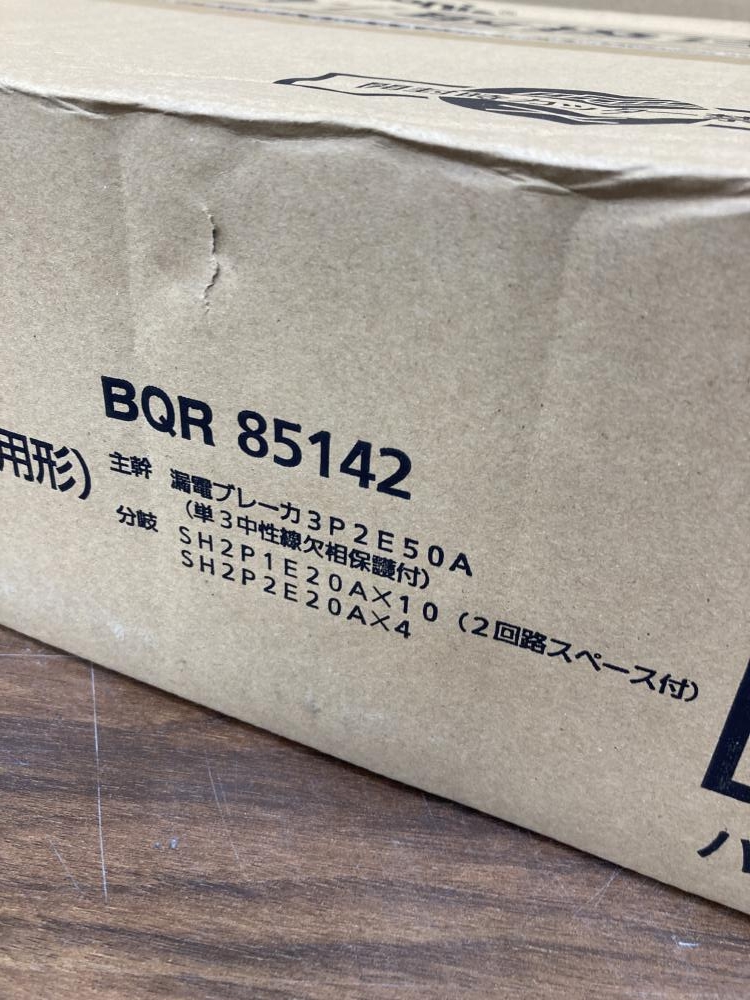 BQR 85142
用形)
主幹 漏電ブレーカ3P2E50A
(単3中性線欠相保護付)
分岐 SH2P1E20A×10 (2回路スペース付)
SH2P2E20A×4